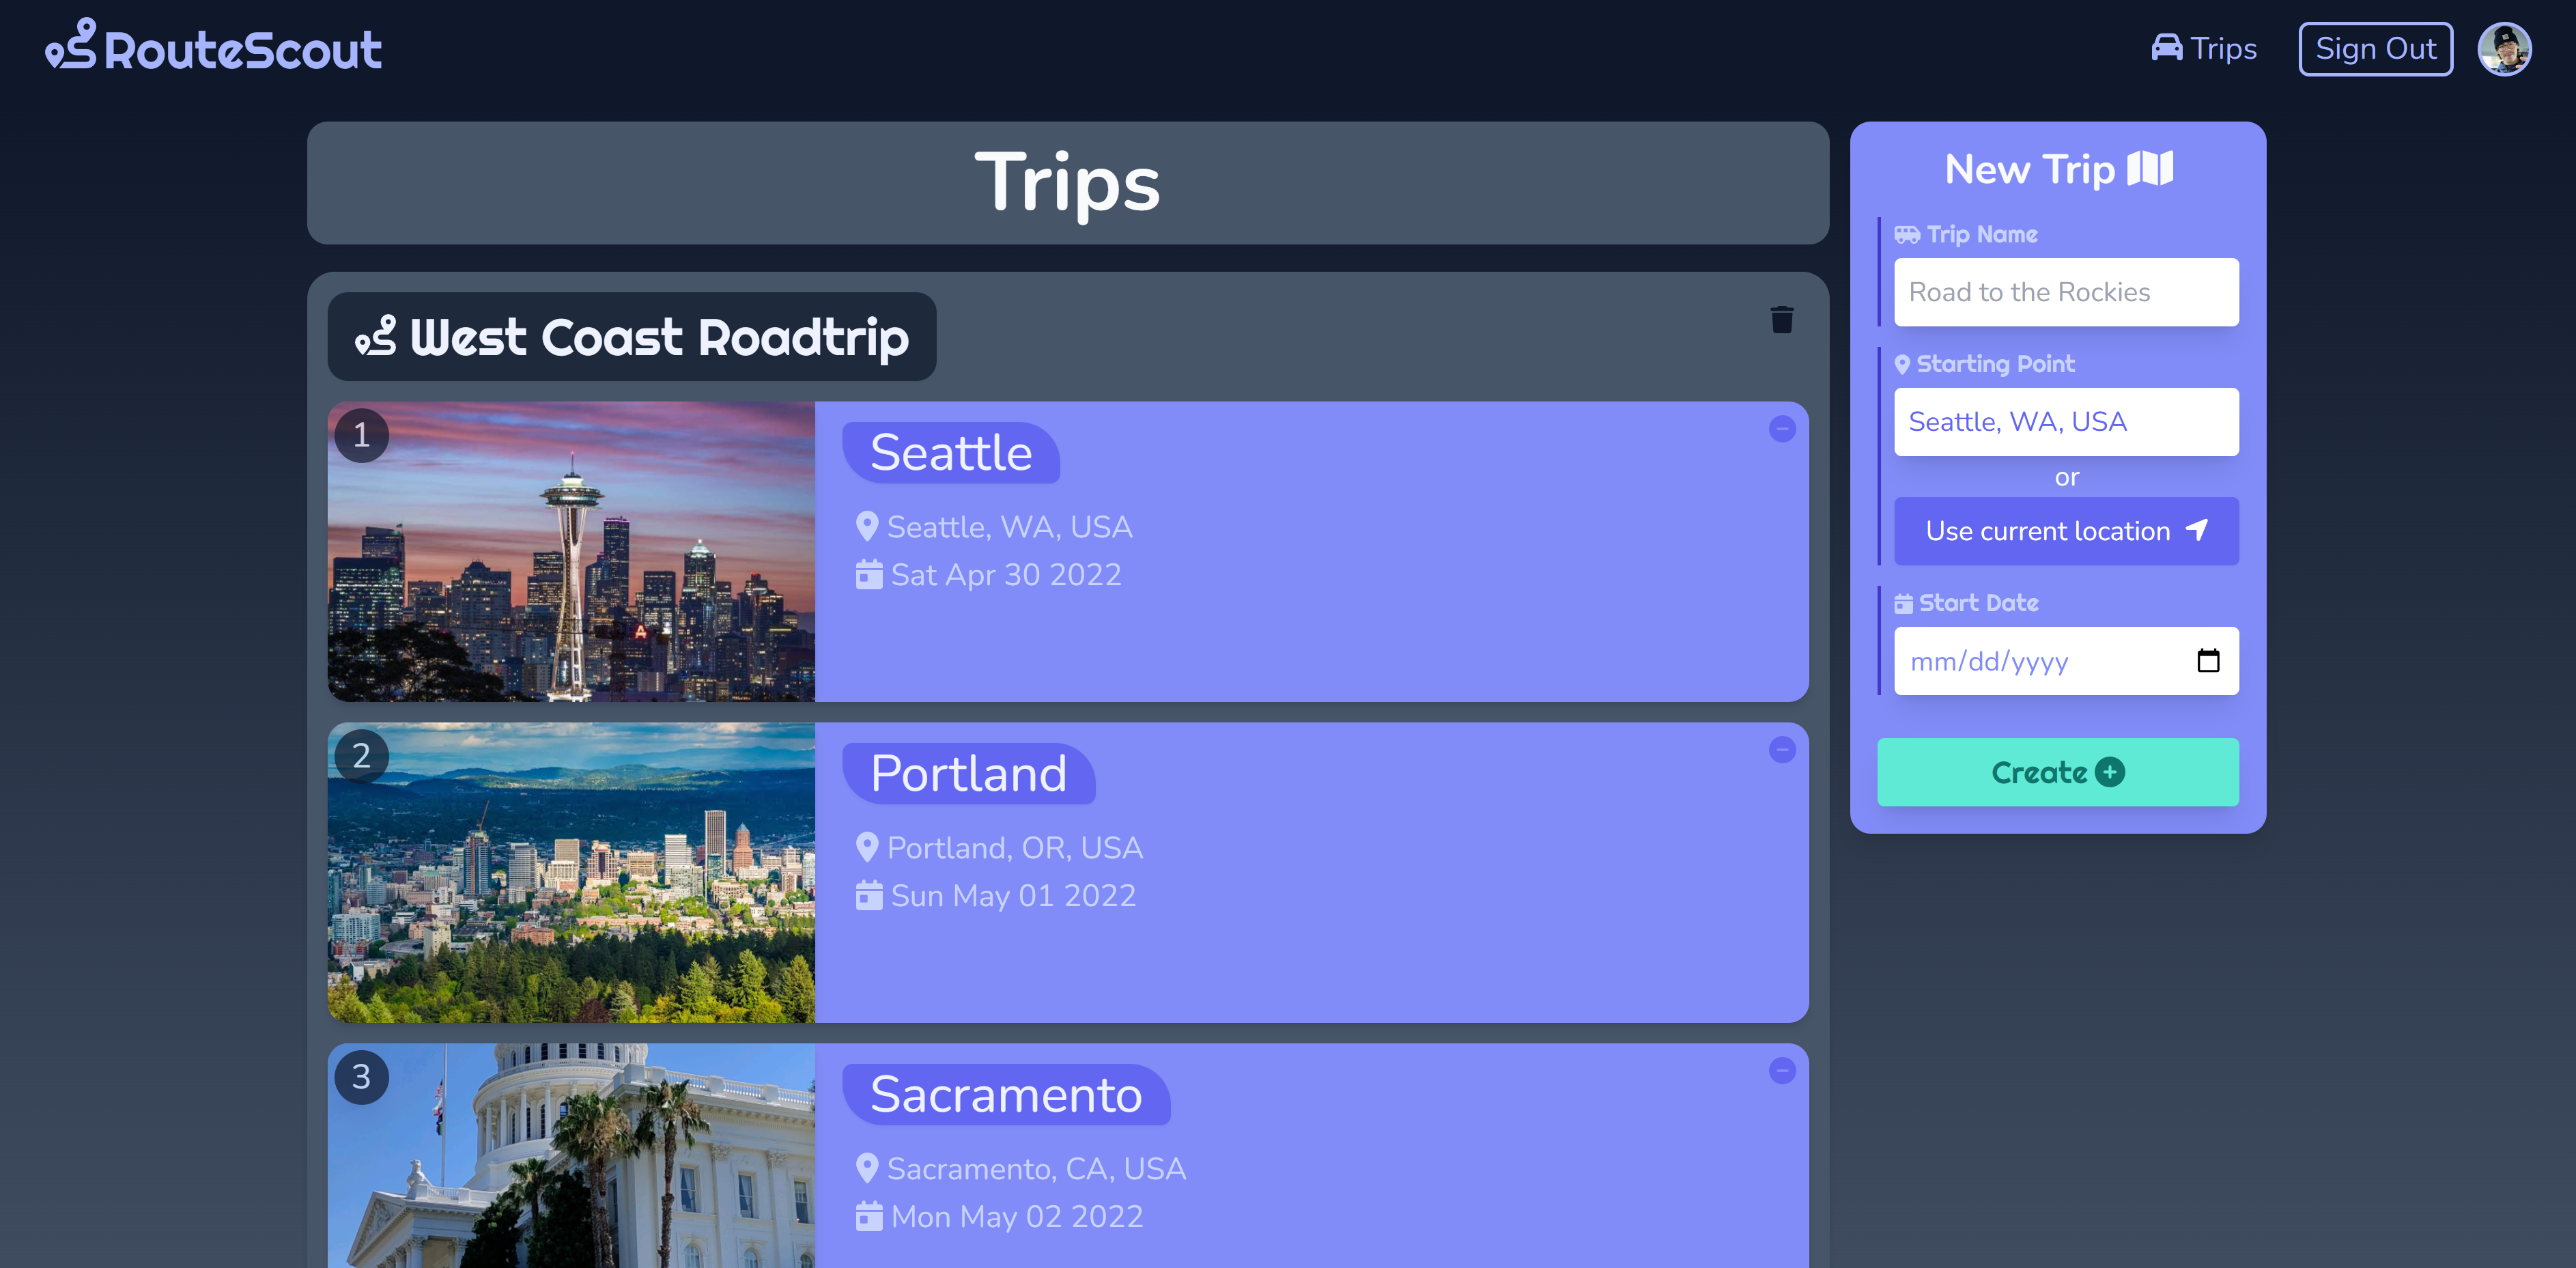 RouteScout
Trips
Sign Out
Trips
West Coast Roadtrip
1
Seattle
Seattle, WA, USA
Sat Apr 30 2022
2
Portland
Portland, OR, USA
Sun May 01 2022
3
Sacramento
Sacramento, CA, USA
Mon May 02 2022
New Trip
Trip Name
Road to the Rockies
Starting Point
Seattle, WA, USA
or
Use current location
Start Date
mm/dd/yyyy
Create